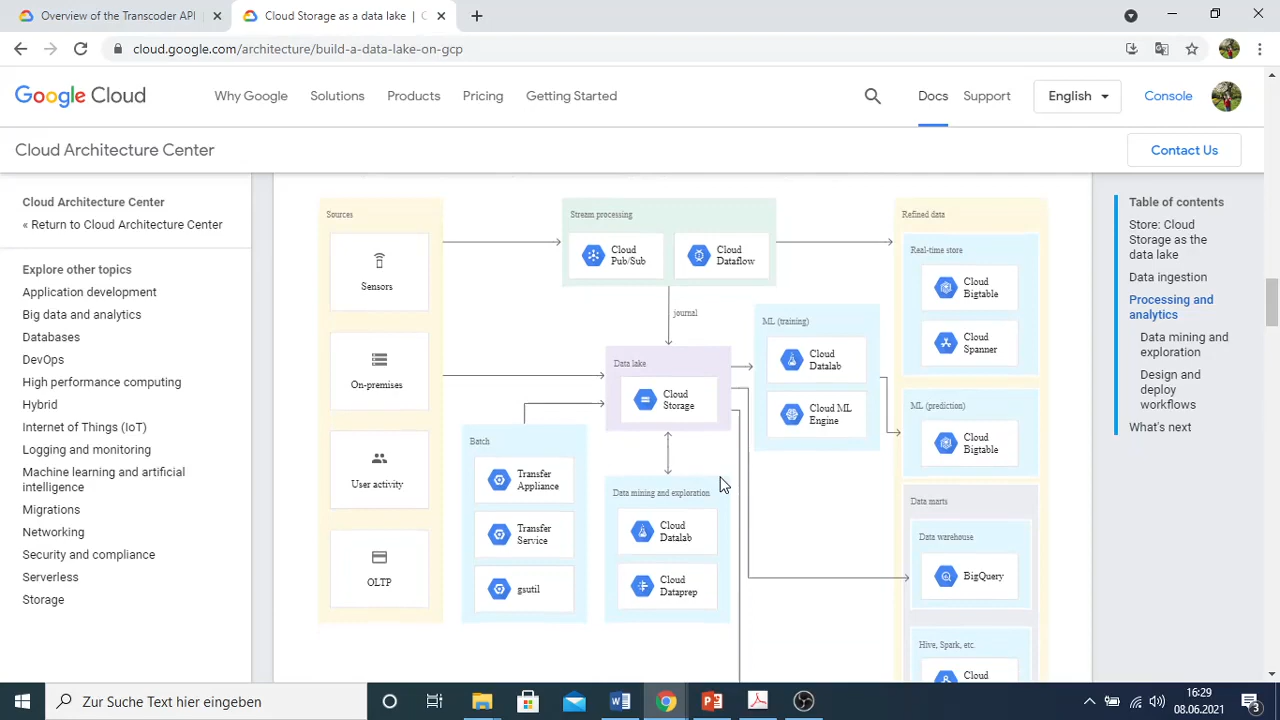 Overview of the Transcoder API
Cloud Storage as a data lake | C
cloud.google.com/architecture/build-a-data-lake-on-gcp
Google Cloud
Why Google
Solutions
Products
Pricing
Getting Started
Docs
Support
English
Console
Cloud Architecture Center
Contact Us
Cloud Architecture Center
« Return to Cloud Architecture Center
Explore other topics
Application development
Big data and analytics
Databases
DevOps
High performance computing
Hybrid
Internet of Things (IoT)
Logging and monitoring
Machine learning and artificial
intelligence
Migrations
Networking
Security and compliance
Serverless
Storage
Sources
Sensors
On-premises
User activity
OLTP
Stream processing
Cloud
Pub/Sub
Cloud
Dataflow
journal
Data lake
Cloud
Storage
Batch
Transfer
Appliance
Transfer
Service
gsutil
Data mining and exploration
Cloud
Datalab
Cloud
Dataprep
ML (training)
Cloud
Datalab
Cloud ML
Engine
Refined data
Real-time store
Cloud
Bigtable
Cloud
Spanner
ML (prediction)
Cloud
Bigtable
Data marts
Data warehouse
BigQuery
Hive, Spark, etc.
Cloud
Table of contents
Store: Cloud
Storage as the
data lake
Data ingestion
Processing and
analytics
Data mining and
exploration
Design and
deploy
workflows
What's next
Zur Suche Text hier eingeben
16:29
08.06.2021
3